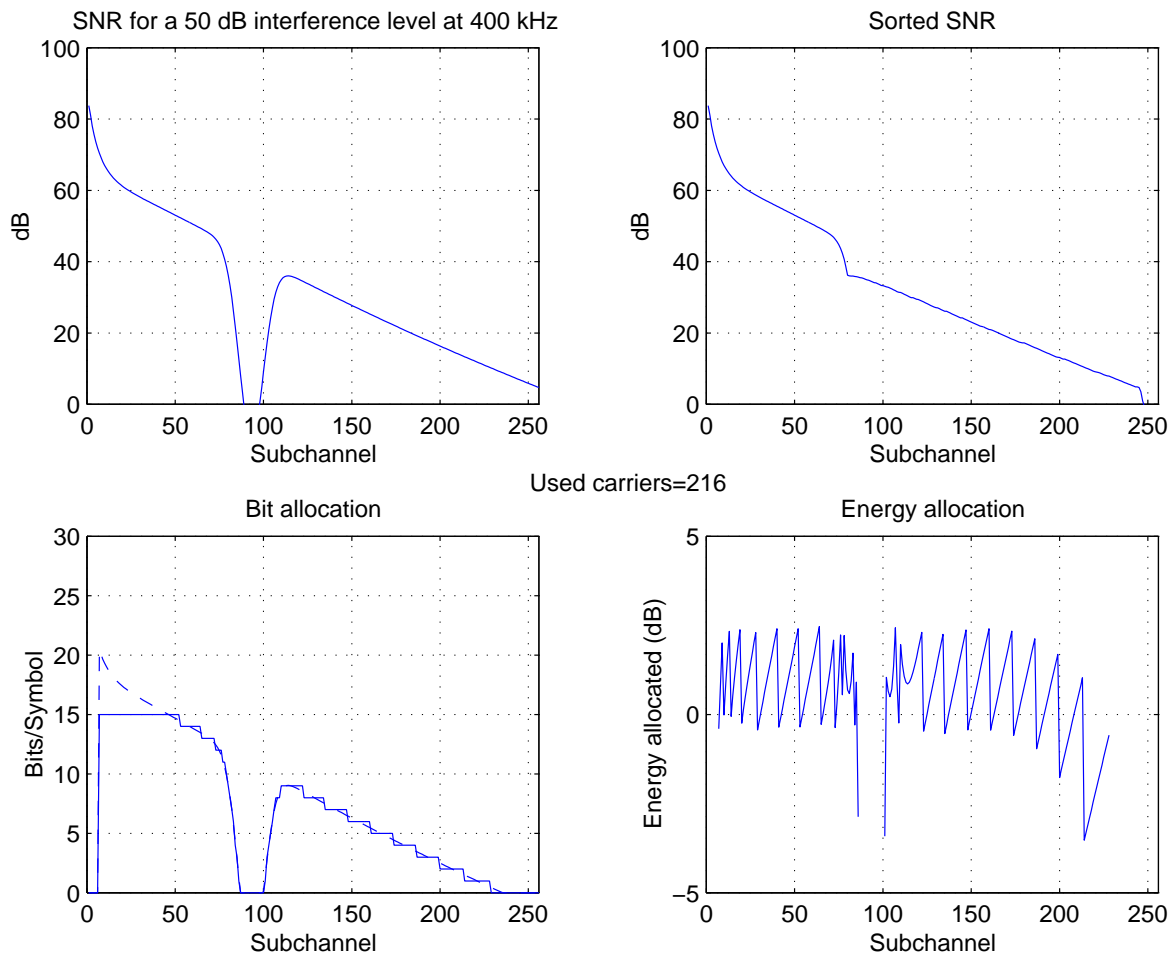 SNR for a 50 dB interference level at 400 kHz
100
80
60
40
20
0
dB
0 50 100 150 200 250
Subchannel
Sorted SNR
100
80
60
40
20
0
dB
0 50 100 150 200 250
Subchannel
Used carriers=216
Bit allocation
30
25
20
15
10
5
0
Bits/Symbol
0 50 100 150 200 250
Subchannel
Energy allocation
5
0
−5
Energy allocated (dB)
0 50 100 150 200 250
Subchannel